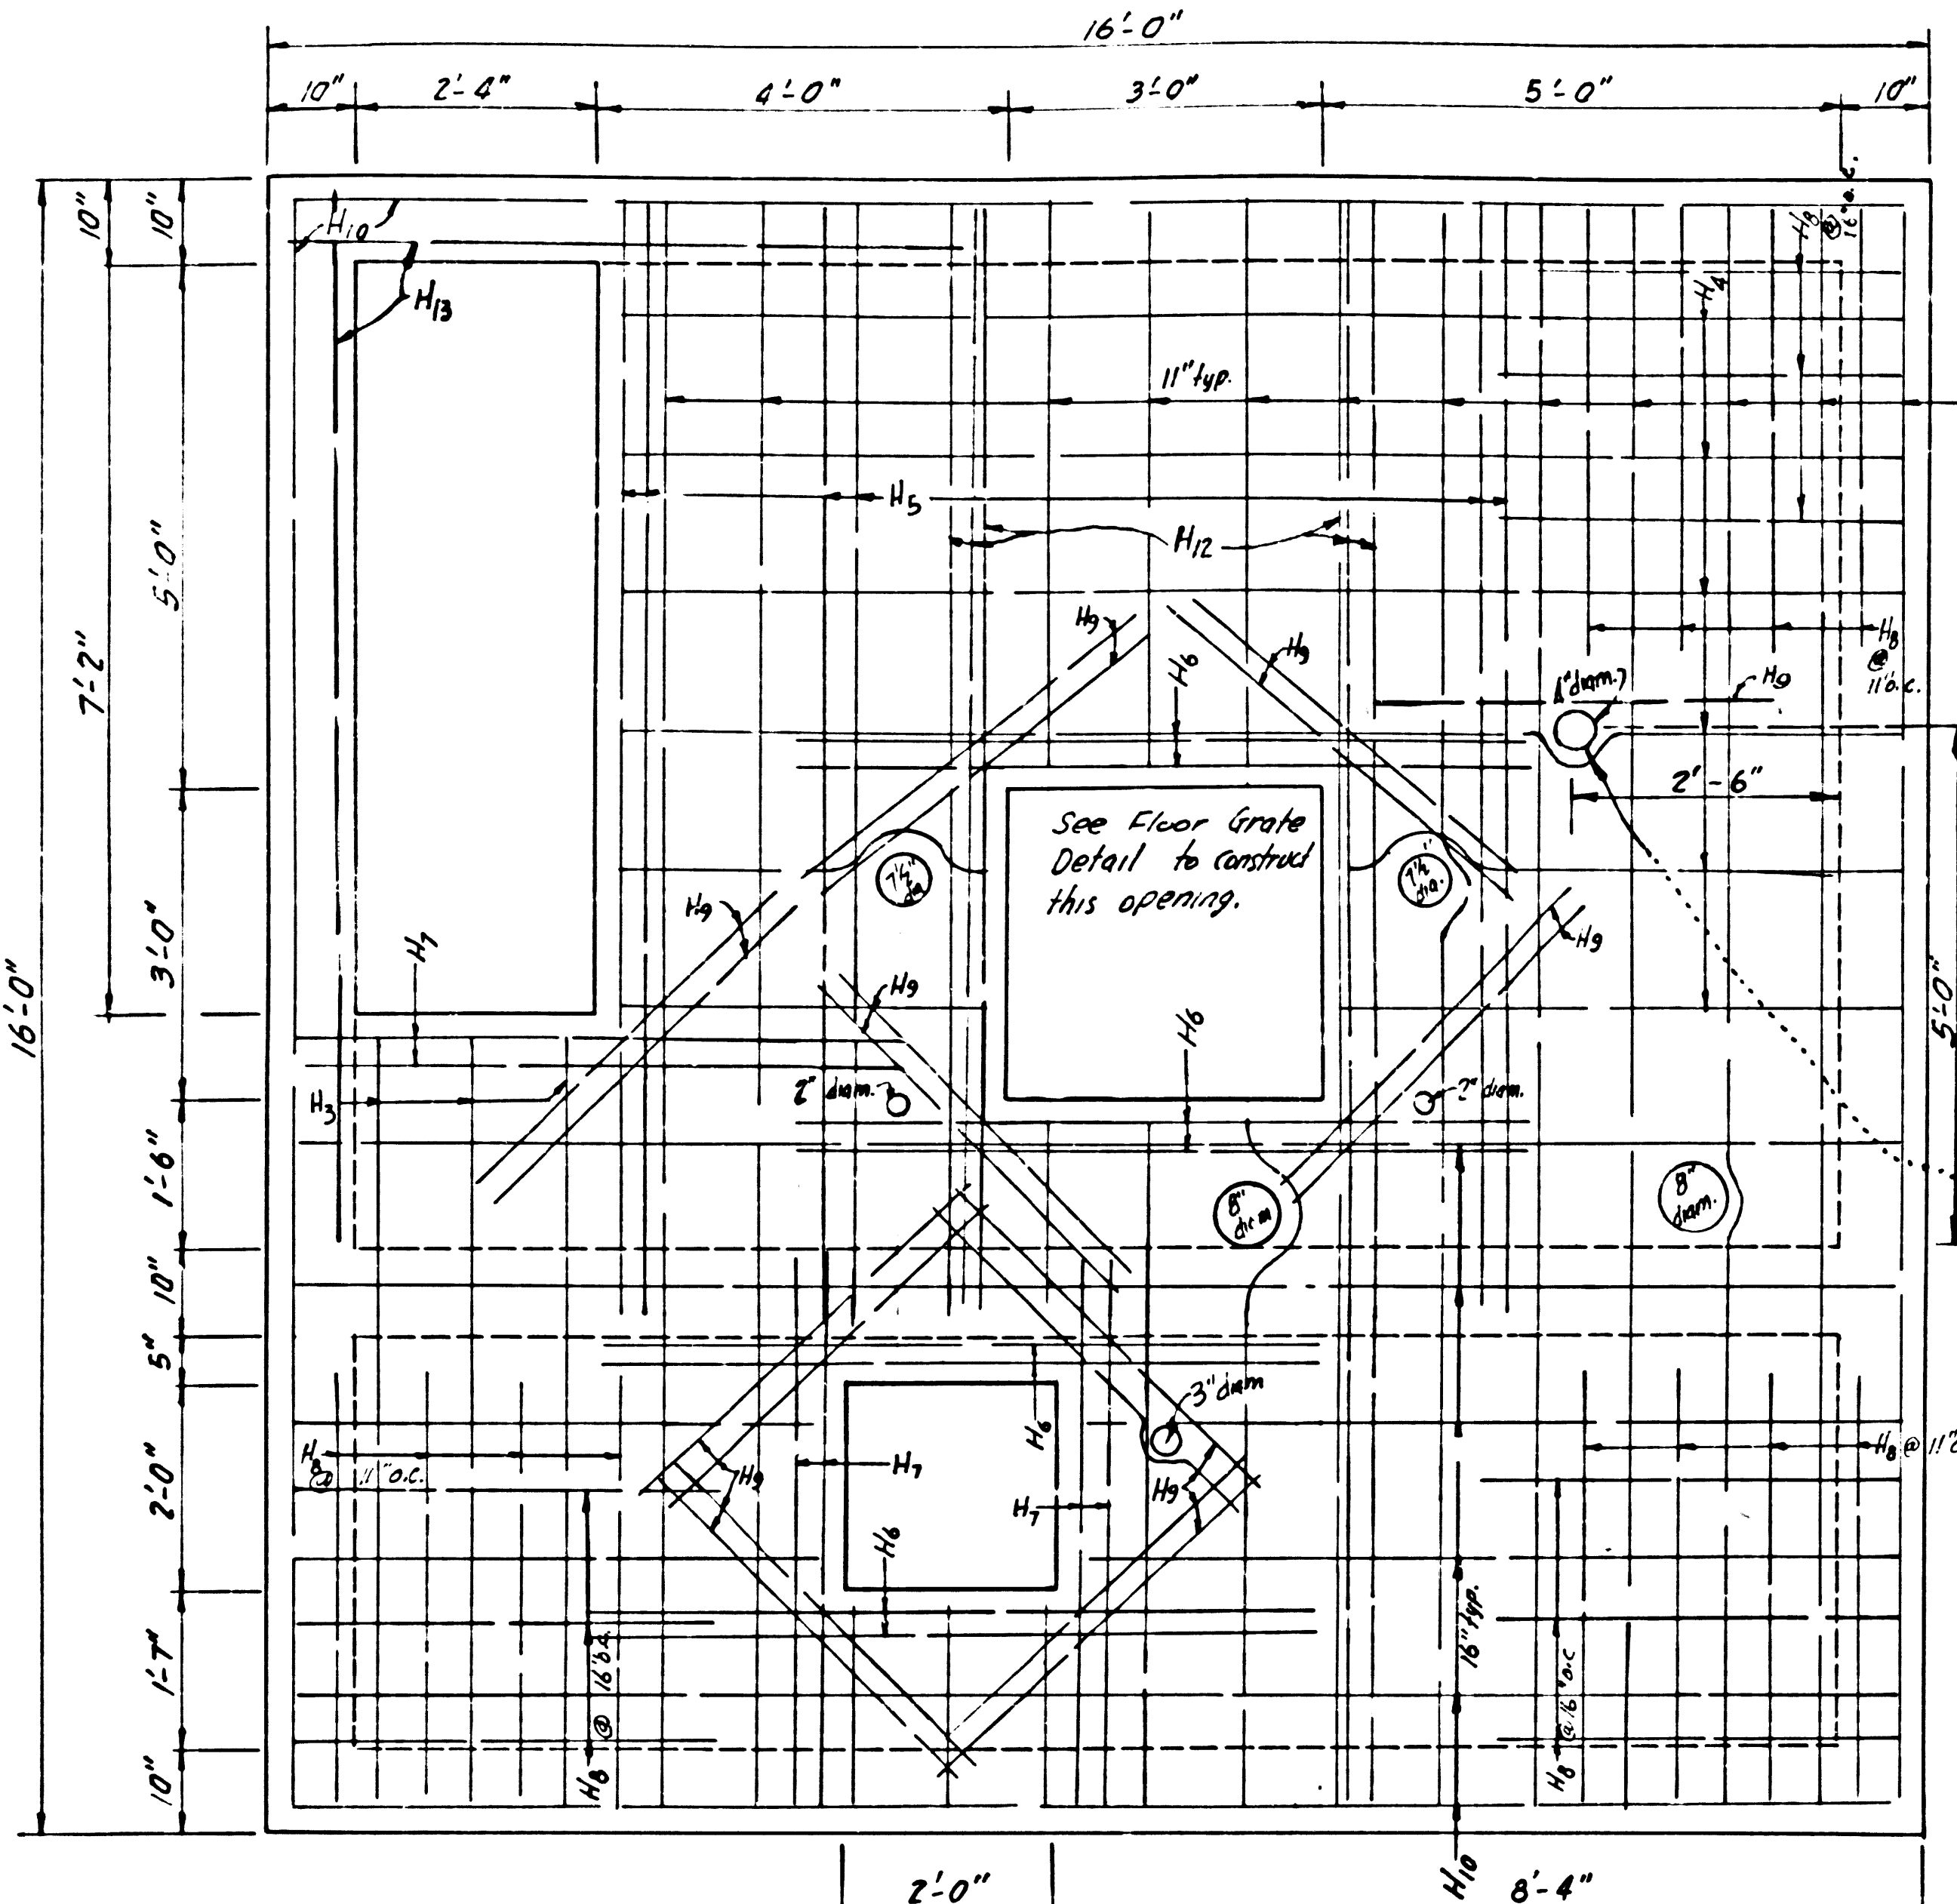 16'-0"
10" 2'-4" 4'-0" 3'-0" 5'-0" 10"
10" 10"
H10
H8 @ 16" o.c.
H13
H4
11" typ.
H5
H12
5'-0"
7'-2"
H9
H6
H9
H8 @ 11" o.c.
4" diam.
H9
2'-6"
See Floor Grate
Detail to construct
this opening.
7½" dia
7½" dia.
H9
H9
H9
3'-0"
16'-0"
H7
5'-0"
H6
H3
2" diam.
2" diam.
1'-6"
8" diam
8" diam.
10"
5"
3" diam
H6
H8 @ 11" o.c.
H9
H7
H9
H7
H8 @ 11"
2'-0"
H6
16" typ.
H8 @ 16" o.c.
H8 @ 16" o.c
1'-7"
10"
H10
2'-0" 8'-4"